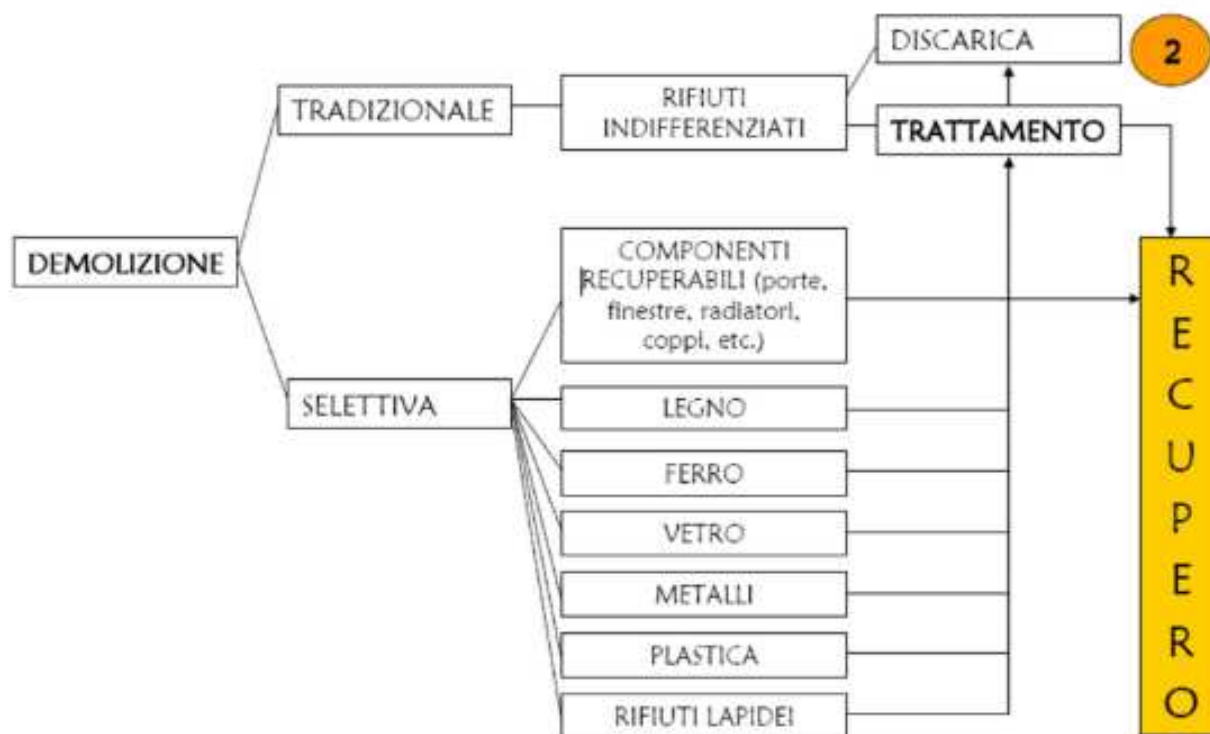 DISCARICA
2
TRADIZIONALE
RIFIUTI
INDIFFERENZIATI
TRATTAMENTO
DEMOLIZIONE
COMPONENTI
RECUPERABILI (porte,
finestre, radiatori,
coppi, etc.)
SELETTIVA
LEGNO
FERRO
VETRO
METALLI
PLASTICA
RIFIUTI LAPIDEI
R
E
C
U
P
E
R
O